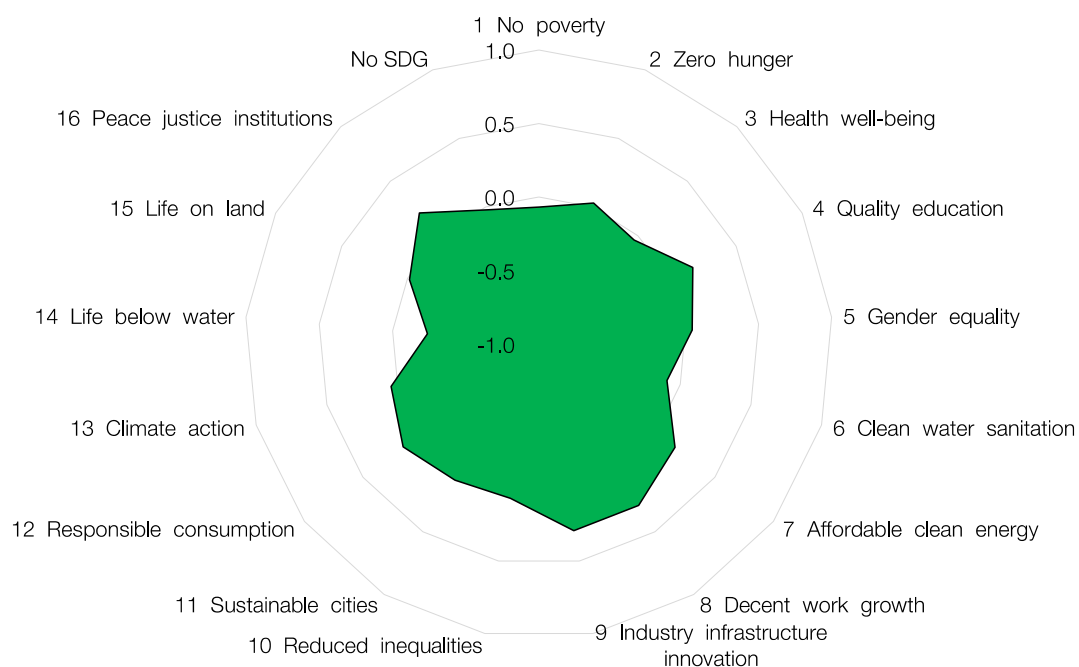 1 No poverty
1.0
No SDG
2 Zero hunger
16 Peace justice institutions
3 Health well-being
0.5
0.0
15 Life on land
4 Quality education
-0.5
14 Life below water
5 Gender equality
-1.0
13 Climate action
6 Clean water sanitation
12 Responsible consumption
7 Affordable clean energy
11 Sustainable cities
8 Decent work growth
10 Reduced inequalities
9 Industry infrastructure
innovation